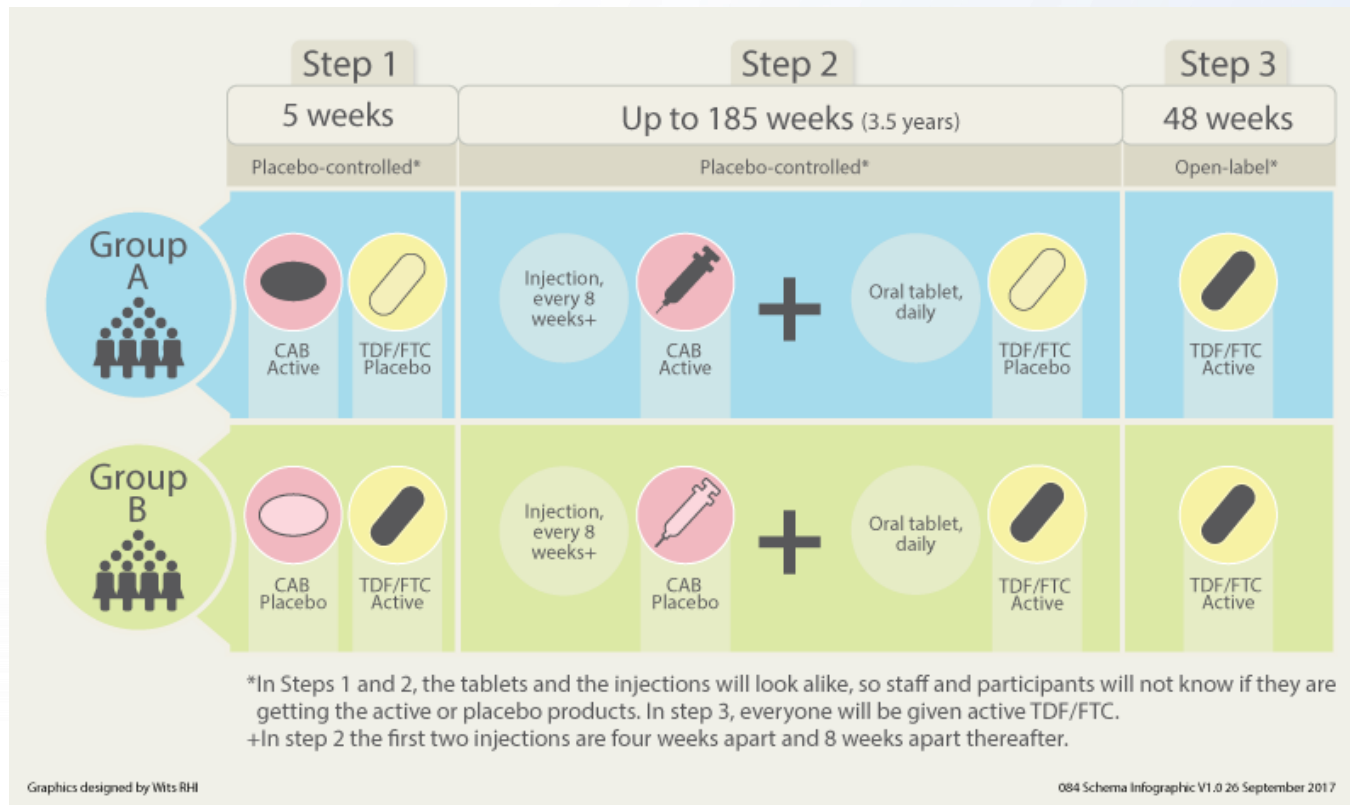 Step 1
Step 2
Step 3
5 weeks
Up to 185 weeks (3.5 years)
48 weeks
Placebo-controlled*
Placebo-controlled*
Open-label*
Group
A
CAB
Active
TDF/FTC
Placebo
Injection,
every 8
weeks+
CAB
Active
+
Oral tablet,
daily
TDF/FTC
Placebo
TDF/FTC
Active
Group
B
CAB
Placebo
TDF/FTC
Active
Injection,
every 8
weeks+
CAB
Placebo
+
Oral tablet,
daily
TDF/FTC
Active
TDF/FTC
Active
*In Steps 1 and 2, the tablets and the injections will look alike, so staff and participants will not know if they are
getting the active or placebo products. In step 3, everyone will be given active TDF/FTC.
+In step 2 the first two injections are four weeks apart and 8 weeks apart thereafter.
Graphics designed by Wits RHI
084 Schema Infographic V1.0 26 September 2017